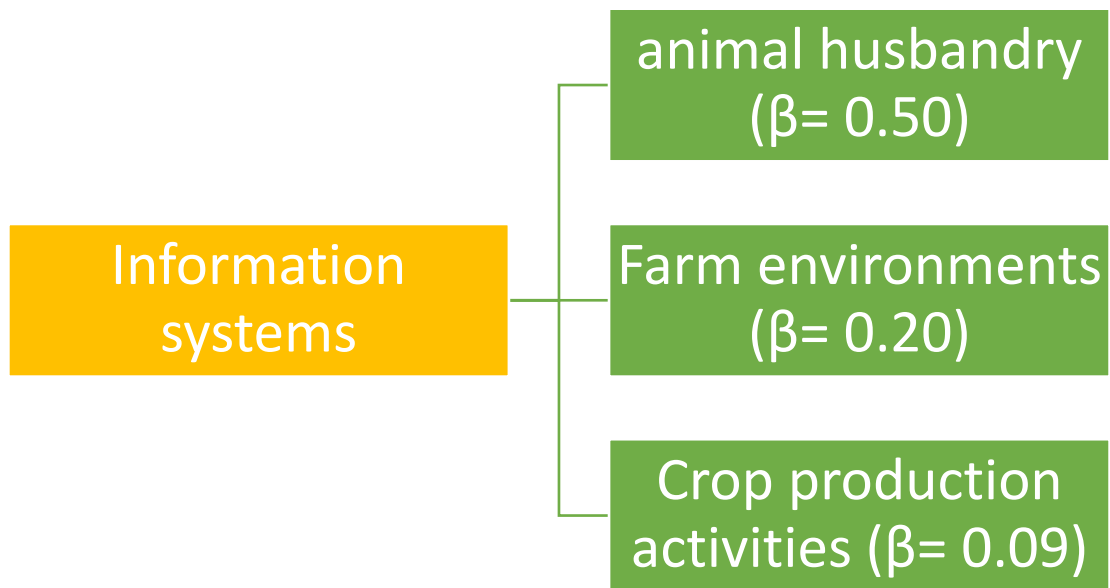 animal husbandry
(β= 0.50)
Information
systems
Farm environments
(β= 0.20)
Crop production
activities (β= 0.09)